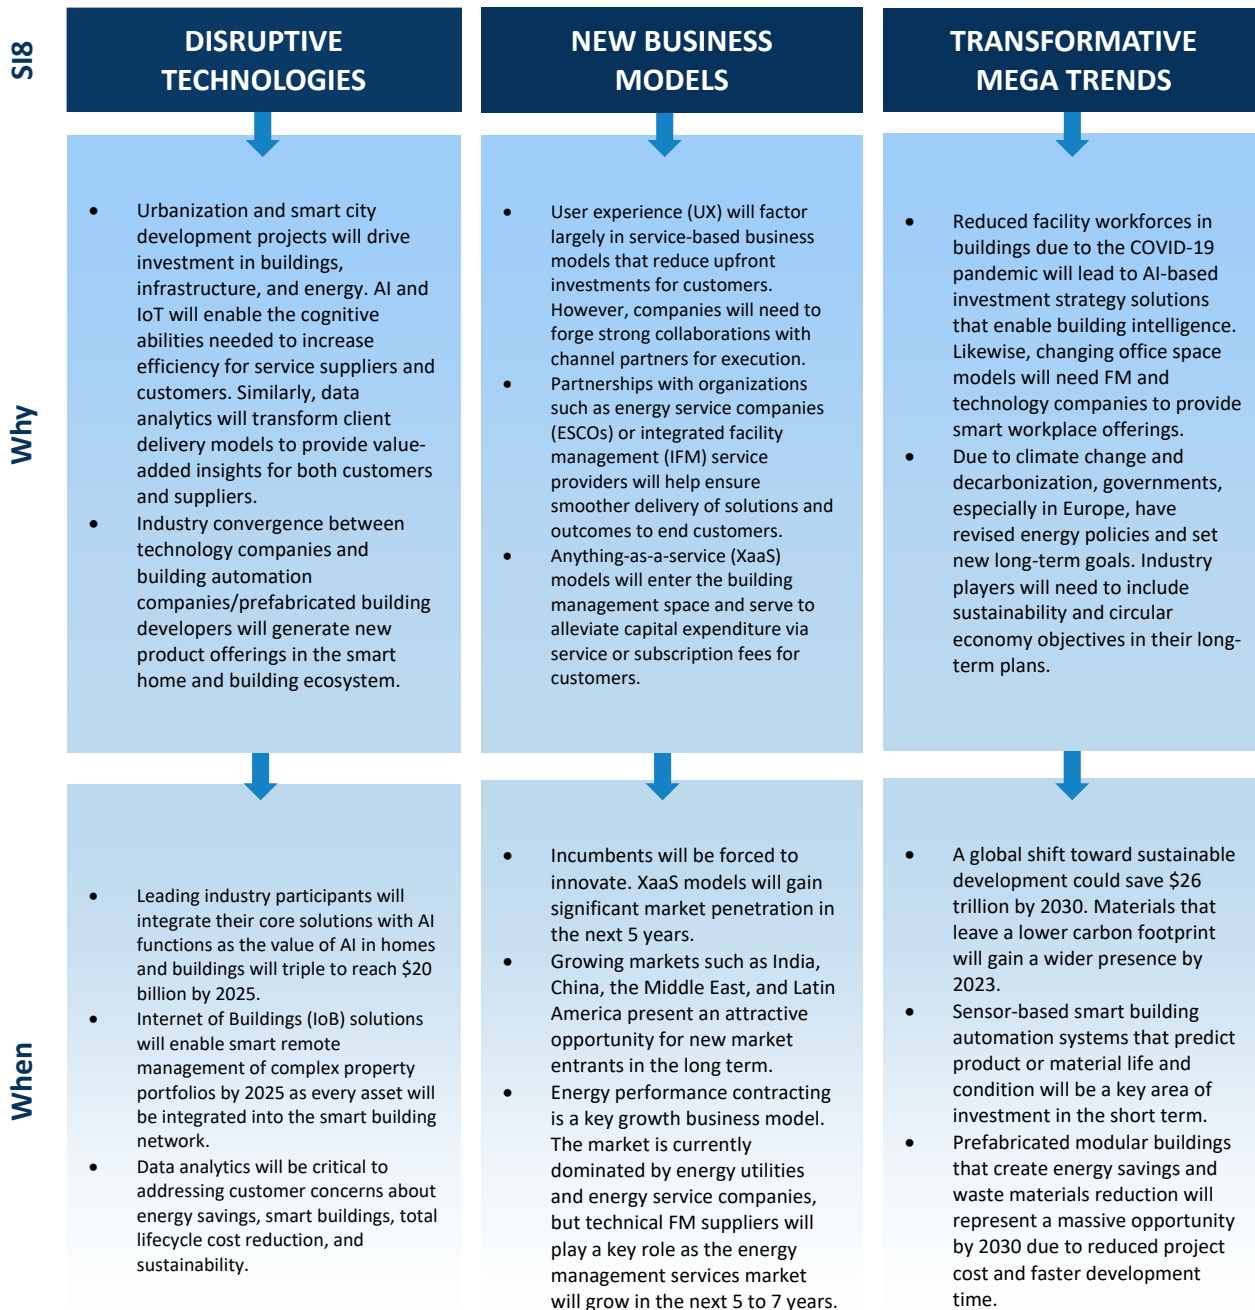 SI8
DISRUPTIVE
TECHNOLOGIES
NEW BUSINESS
MODELS
TRANSFORMATIVE
MEGA TRENDS
Why
• Urbanization and smart city
development projects will drive
investment in buildings,
infrastructure, and energy. AI and
IoT will enable the cognitive
abilities needed to increase
efficiency for service suppliers and
customers. Similarly, data
analytics will transform client
delivery models to provide value-
added insights for both customers
and suppliers.
• Industry convergence between
technology companies and
building automation
companies/prefabricated building
developers will generate new
product offerings in the smart
home and building ecosystem.
• User experience (UX) will factor
largely in service-based business
models that reduce upfront
investments for customers.
However, companies will need to
forge strong collaborations with
channel partners for execution.
• Partnerships with organizations
such as energy service companies
(ESCOs) or integrated facility
management (IFM) service
providers will help ensure
smoother delivery of solutions and
outcomes to end customers.
• Anything-as-a-service (XaaS)
models will enter the building
management space and serve to
alleviate capital expenditure via
service or subscription fees for
customers.
• Reduced facility workforces in
buildings due to the COVID-19
pandemic will lead to AI-based
investment strategy solutions
that enable building intelligence.
Likewise, changing office space
models will need FM and
technology companies to provide
smart workplace offerings.
• Due to climate change and
decarbonization, governments,
especially in Europe, have
revised energy policies and set
new long-term goals. Industry
players will need to include
sustainability and circular
economy objectives in their long-
term plans.
When
• Leading industry participants will
integrate their core solutions with AI
functions as the value of AI in homes
and buildings will triple to reach $20
billion by 2025.
• Internet of Buildings (IoB) solutions
will enable smart remote
management of complex property
portfolios by 2025 as every asset will
be integrated into the smart building
network.
• Data analytics will be critical to
addressing customer concerns about
energy savings, smart buildings, total
lifecycle cost reduction, and
sustainability.
• Incumbents will be forced to
innovate. XaaS models will gain
significant market penetration in
the next 5 years.
• Growing markets such as India,
China, the Middle East, and Latin
America present an attractive
opportunity for new market
entrants in the long term.
• Energy performance contracting
is a key growth business model.
The market is currently
dominated by energy utilities
and energy service companies,
but technical FM suppliers will
play a key role as the energy
management services market
will grow in the next 5 to 7 years.
• A global shift toward sustainable
development could save $26
trillion by 2030. Materials that
leave a lower carbon footprint
will gain a wider presence by
2023.
• Sensor-based smart building
automation systems that predict
product or material life and
condition will be a key area of
investment in the short term.
• Prefabricated modular buildings
that create energy savings and
waste materials reduction will
represent a massive opportunity
by 2030 due to reduced project
cost and faster development
time.